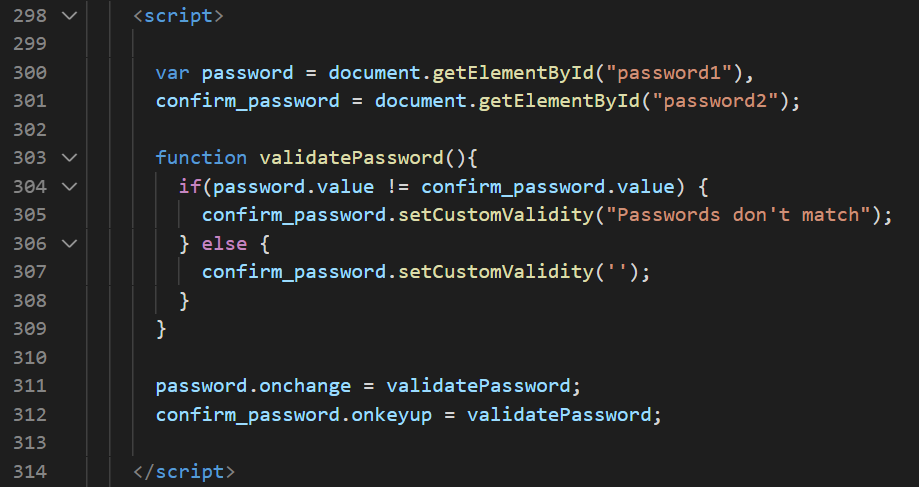 298 <script>
299
300 var password = document.getElementById("password1"),
301 confirm_password = document.getElementById("password2");
302
303 function validatePassword(){
304 if(password.value != confirm_password.value) {
305 confirm_password.setCustomValidity("Passwords don't match");
306 } else {
307 confirm_password.setCustomValidity('');
308 }
309 }
310
311 password.onchange = validatePassword;
312 confirm_password.onkeyup = validatePassword;
313
314 </script>